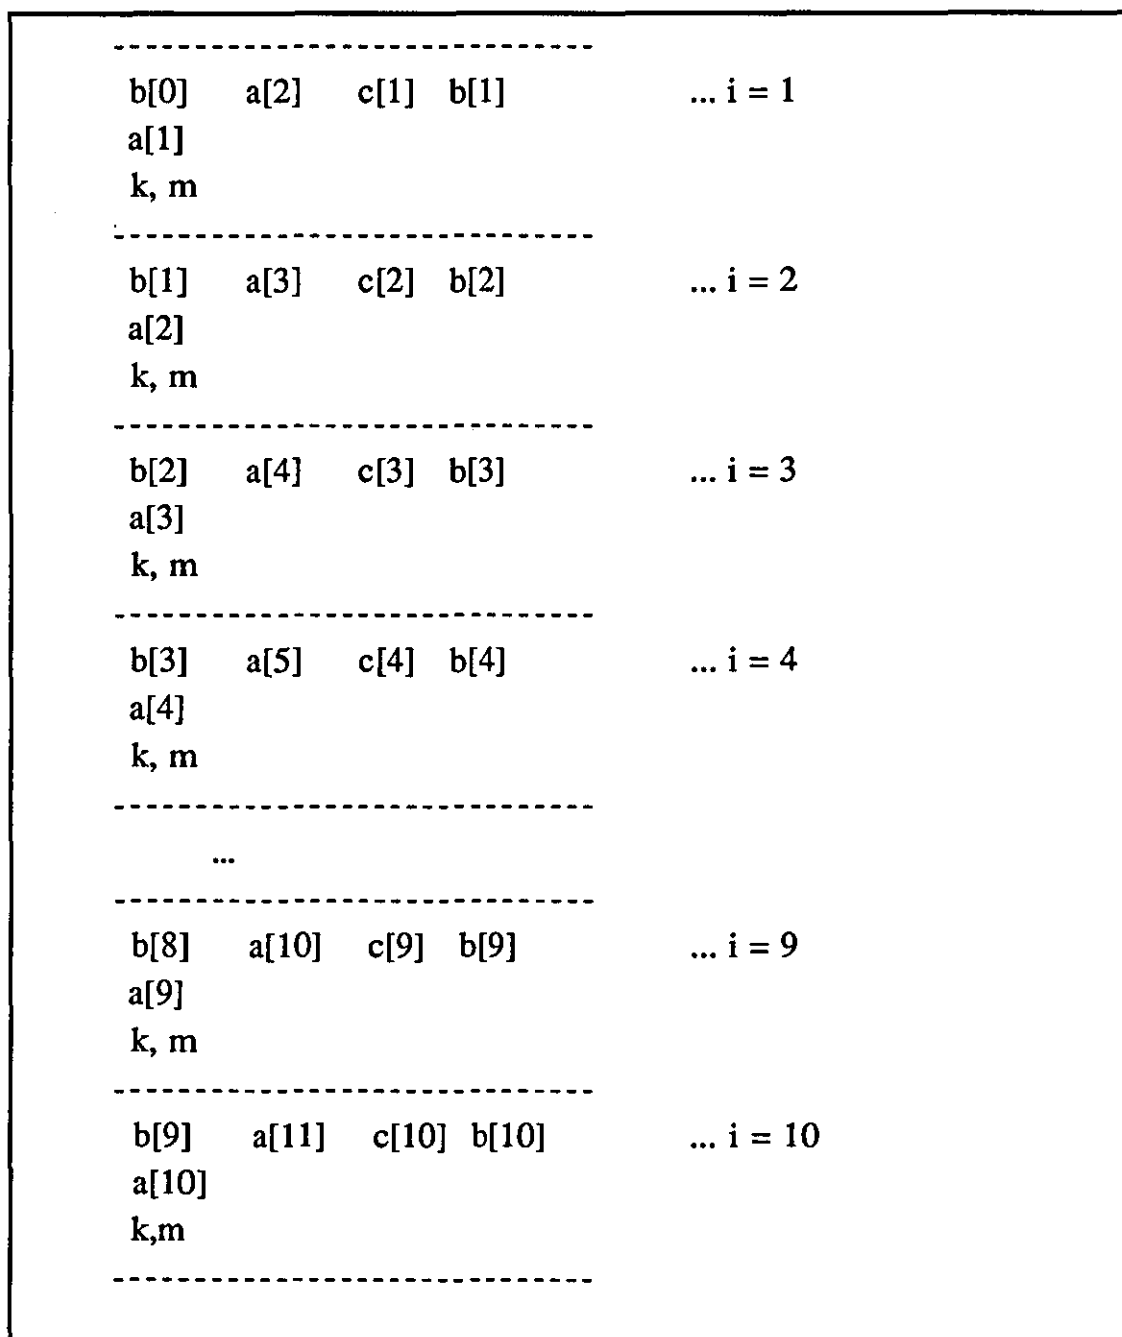 b[0] a[2] c[1] b[1] ... i = 1
a[1]
k, m
b[1] a[3] c[2] b[2] ... i = 2
a[2]
k, m
b[2] a[4] c[3] b[3] ... i = 3
a[3]
k, m
b[3] a[5] c[4] b[4] ... i = 4
a[4]
k, m
...
b[8] a[10] c[9] b[9] ... i = 9
a[9]
k, m
b[9] a[11] c[10] b[10] ... i = 10
a[10]
k,m